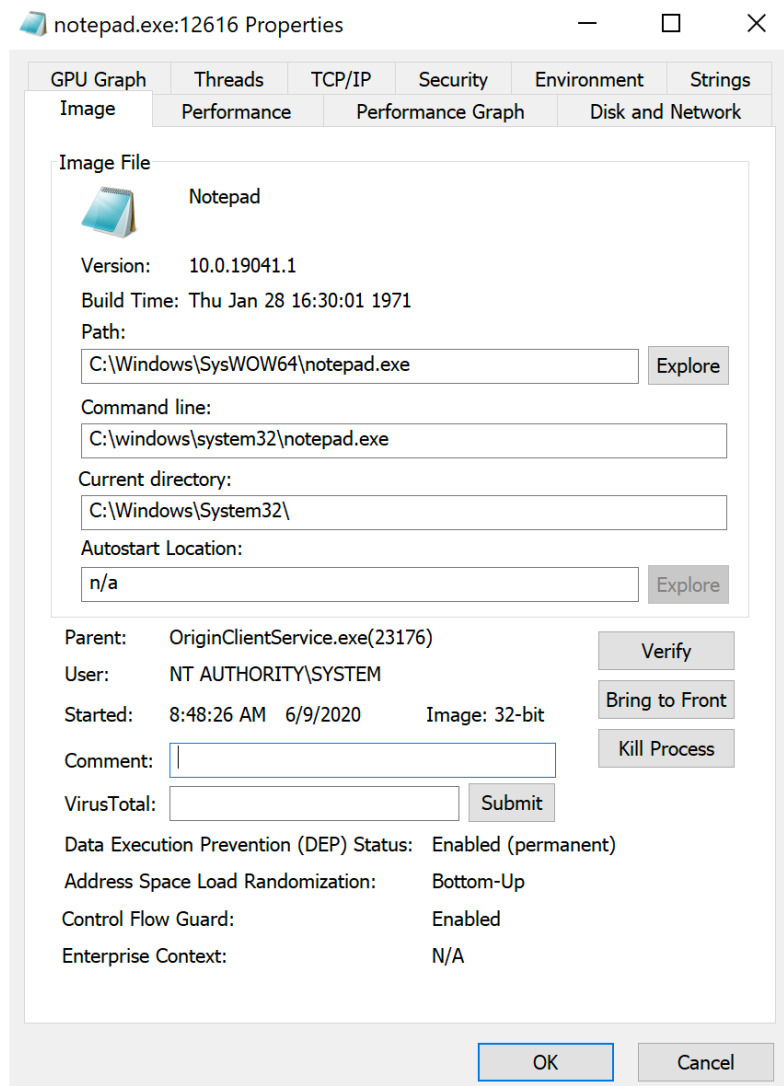 notepad.exe:12616 Properties
GPU Graph Threads TCP/IP Security Environment Strings
Image Performance Performance Graph Disk and Network
Image File
Notepad
Version: 10.0.19041.1
Build Time: Thu Jan 28 16:30:01 1971
Path:
C:\Windows\SysWOW64\notepad.exe Explore
Command line:
C:\windows\system32\notepad.exe
Current directory:
C:\Windows\System32\
Autostart Location:
n/a Explore
Parent: OriginClientService.exe(23176)
Verify
User: NT AUTHORITY\SYSTEM
Bring to Front
Started: 8:48:26 AM 6/9/2020 Image: 32-bit
Kill Process
Comment:
VirusTotal: Submit
Data Execution Prevention (DEP) Status: Enabled (permanent)
Address Space Load Randomization: Bottom-Up
Control Flow Guard: Enabled
Enterprise Context: N/A
OK Cancel